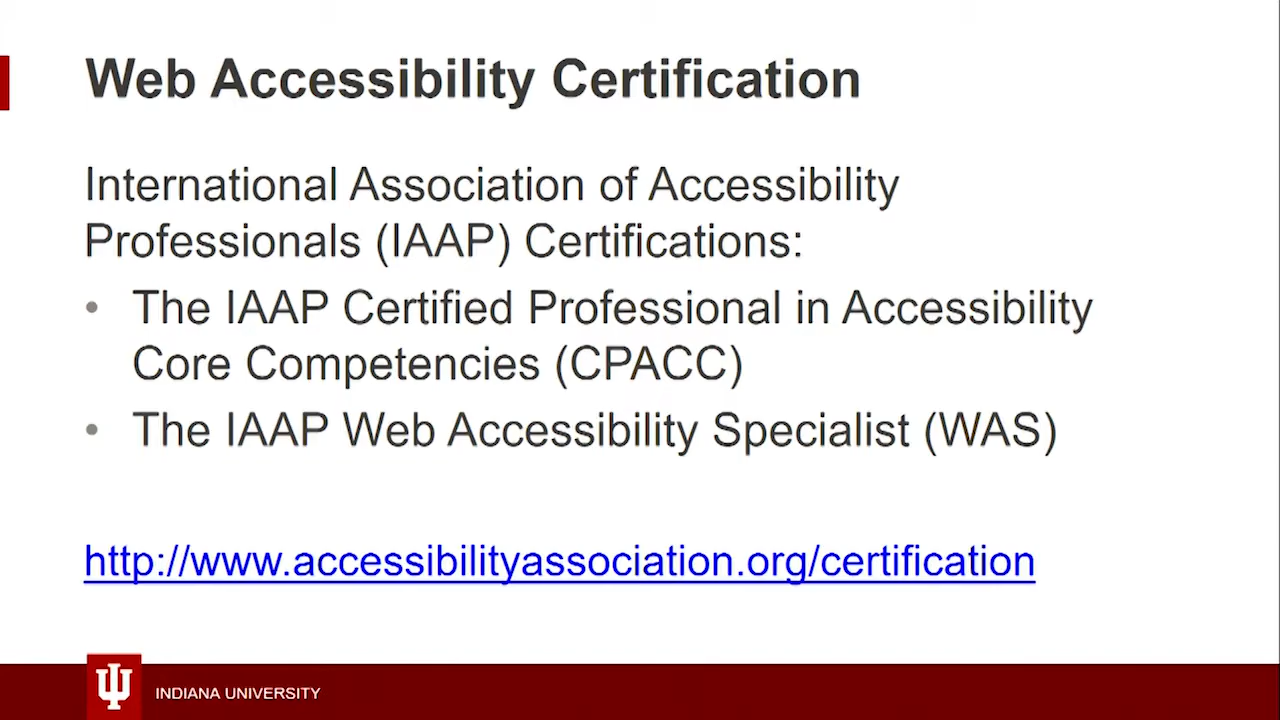 Web Accessibility Certification
International Association of Accessibility
Professionals (IAAP) Certifications:
• The IAAP Certified Professional in Accessibility
Core Competencies (CPACC)
• The IAAP Web Accessibility Specialist (WAS)
http://www.accessibilityassociation.org/certification
INDIANA UNIVERSITY